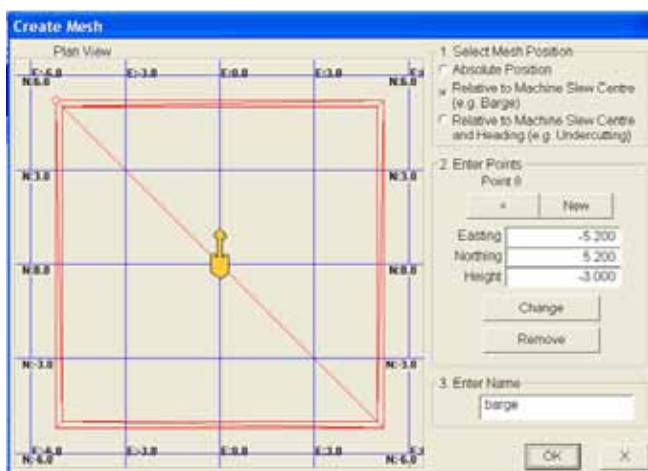 Create Mesh
Plan View
E:-6.0 E:-3.0 E:0.0 E:3.0
N:6.0 N:6.0
N:3.0 N:3.0
N:0.0 N:0.0
N:-3.0 N:-3.0
E:-6.0 E:-3.0 E:0.0 E:3.0
N:-6.0 N:-6.0
1. Select Mesh Position
Absolute Position
Relative to Machine Slew Centre
(e.g. Barge)
Relative to Machine Slew Centre
and Heading (e.g. Undercutting)
2. Enter Points
Point 8
New
Easting -5.200
Northing 5.200
Height -3.000
Change
Remove
3. Enter Name
barge
OK X